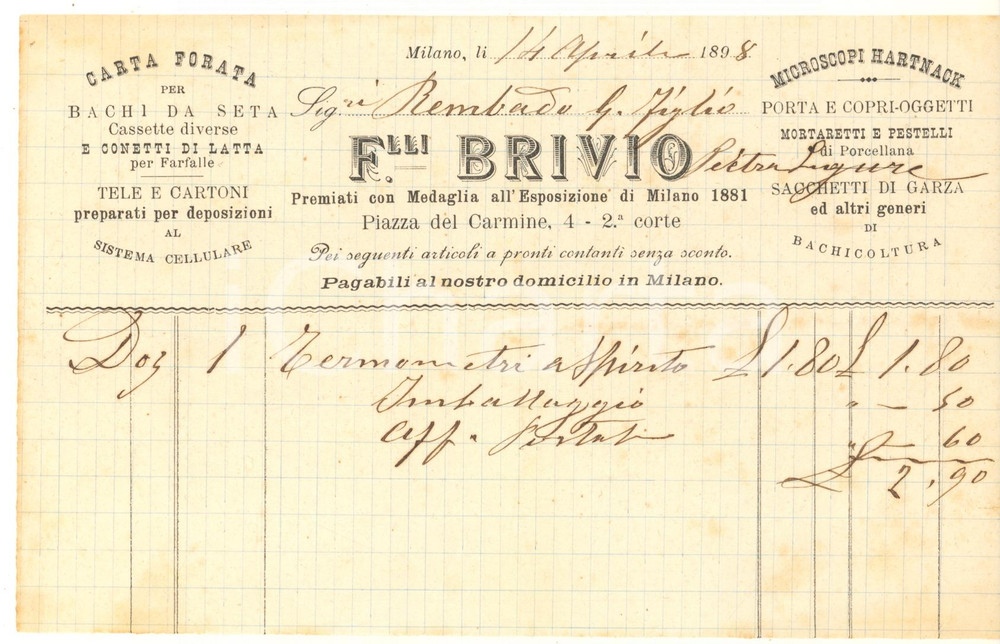 Milano, li 14 Aprile 1898
CARTA FORATA
PER
BACHI DA SETA
Cassette diverse
E CONETTI DI LATTA
per Farfalle
TELE E CARTONI
preparati per deposizioni
AL
SISTEMA CELLULARE
Sig.ri Rembado G. Figlio
Pietra Ligure
F.LLI BRIVIO
Premiati con Medaglia all'Esposizione di Milano 1881
Piazza del Carmine, 4 - 2.a corte
Pei seguenti articoli a pronti contanti senza sconto.
Pagabili al nostro domicilio in Milano.
MICROSCOPI HARTNACK
PORTA E COPRI-OGGETTI
MORTARETTI E PESTELLI
di Porcellana
SACCHETTI DI GARZA
ed altri generi
DI
BACHICOLTURA
Doz 1 Termometri a Spirito £ 1.80 £ 1.80
Imballaggio " — 50
Aff.a Postali " — 60
£ 2.90